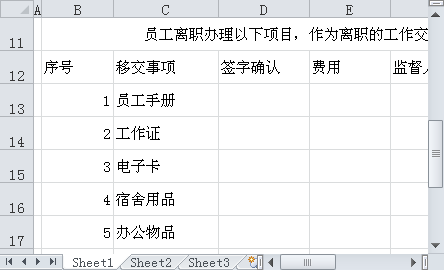 A B C D E
11 员工离职办理以下项目，作为离职的工作交
12 序号 移交事项 签字确认 费用 监督
13 1 员工手册
14 2 工作证
15 3 电子卡
16 4 宿舍用品
17 5 办公物品
Sheet1 Sheet2 Sheet3